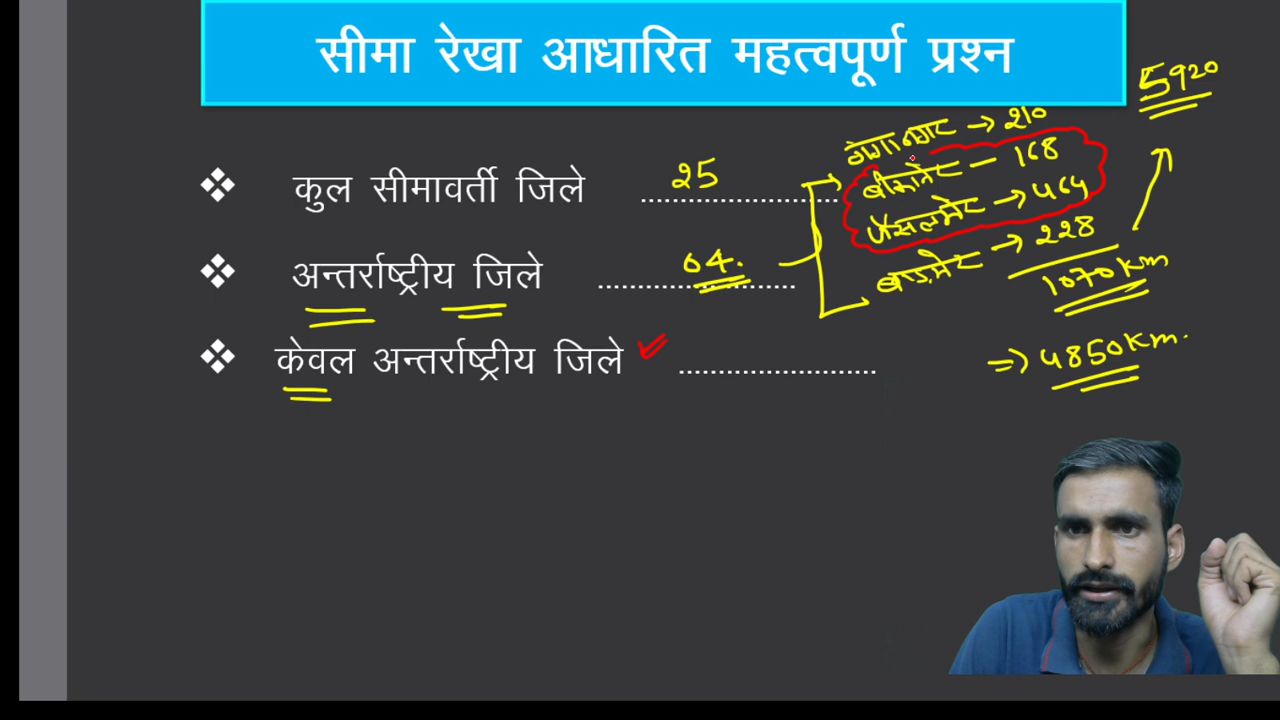 सीमा रेखा आधारित महत्वपूर्ण प्रश्न
5920
गंगानगर → 210
❖ कुल सीमावर्ती जिले 25 ........................
बीकानेर – 168
जैसलमेर → 464
❖ अन्तर्राष्ट्रीय जिले 04. ........................
बाड़मेर → 228
1070 Km
❖ केवल अन्तर्राष्ट्रीय जिले ✓ ........................
⇒ 4850 Km.